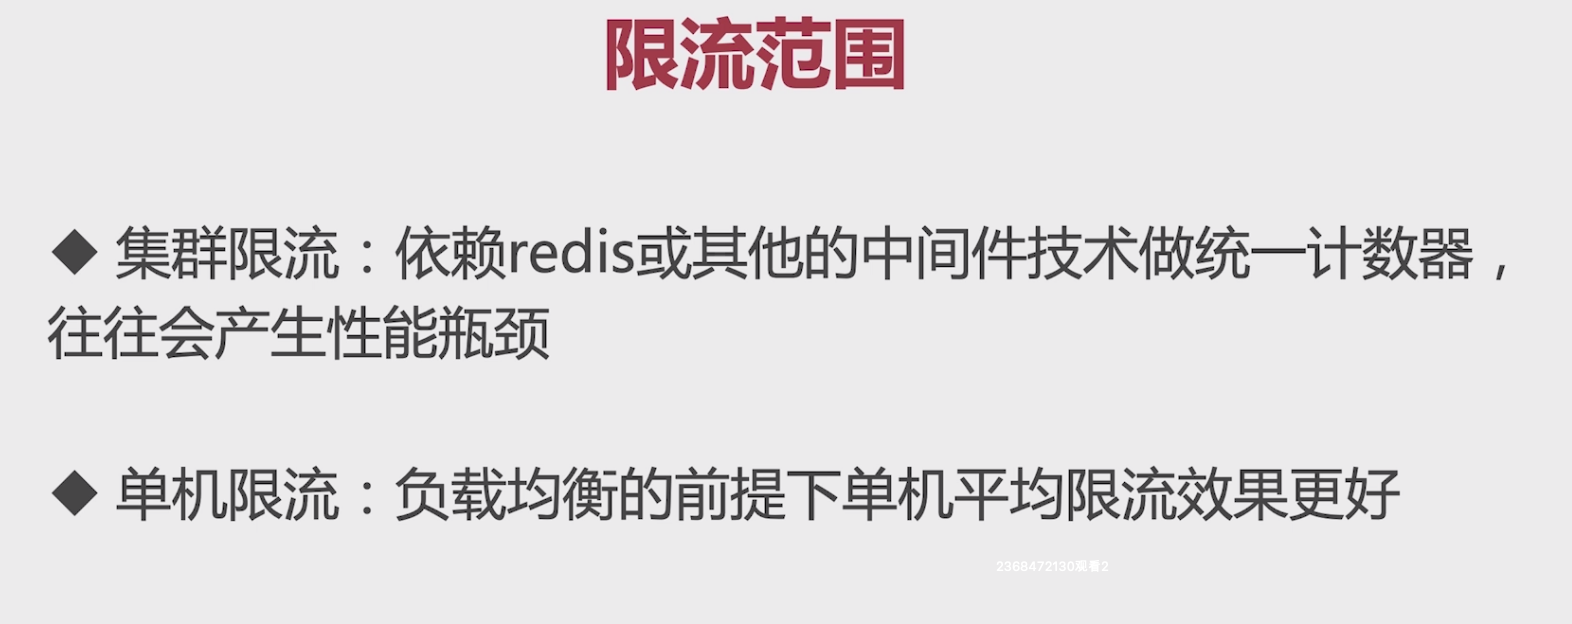 限流范围
◆ 集群限流：依赖redis或其他的中间件技术做统一计数器，
往往会产生性能瓶颈
◆ 单机限流：负载均衡的前提下单机平均限流效果更好
2368472130观看2